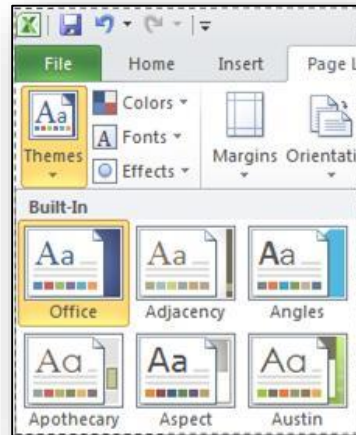 File Home Insert Page L
Aa Colors
A Fonts
Themes Effects Margins Orientati
Built-In
Aa Aa Aa
Office Adjacency Angles
Aa Aa Aa
Apothecary Aspect Austin